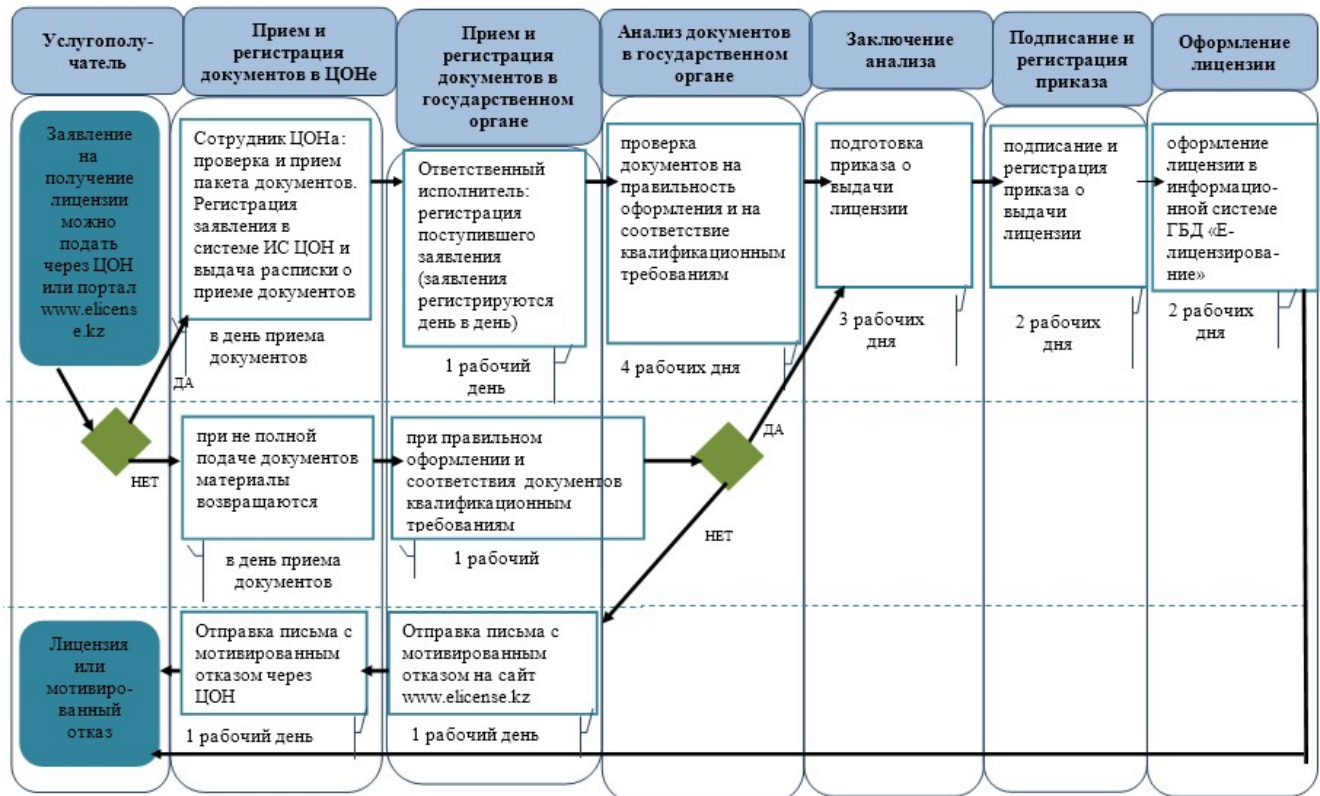 Услугополу-
чатель
Прием и
регистрация
документов в ЦОНе
Прием и
регистрация
документов в
государственном
органе
Анализ документов
в государственном
органе
Заключение
анализа
Подписание и
регистрация
приказа
Оформление
лицензии
Заявление
на
получение
лицензии
можно
подать
через ЦОН
или портал
www.elicens
e.kz
Сотрудник ЦОНа:
проверка и прием
пакета документов.
Регистрация
заявления в
системе ИС ЦОН и
выдача расписки о
приеме документов
в день приема
документов
Ответственный
исполнитель:
регистрация
поступившего
заявления
(заявления
регистрируются
день в день)
1 рабочий
день
проверка
документов на
правильность
оформления и на
соответствие
квалификационным
требованиям
4 рабочих дня
подготовка
приказа о
выдачи
лицензии
3 рабочих
дня
подписание и
регистрация
приказа о
выдачи
лицензии
2 рабочих
дня
оформление
лицензии в
информацио-
нной системе
ГБД «Е-
лицензирова-
ние»
2 рабочих
дня
ДА
НЕТ
при не полной
подаче документов
материалы
возвращаются
в день приема
документов
при правильном
оформлении и
соответствия документов
квалификационным
требованиям
1 рабочий
ДА
НЕТ
Лицензия
или
мотивиро-
ванный
отказ
Отправка письма с
мотивированным
отказом через
ЦОН
1 рабочий день
Отправка письма с
мотивированным
отказом на сайт
www.elicense.kz
1 рабочий день